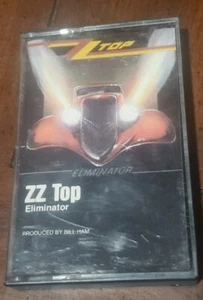 ZZ TOP
ELIMINATOR
ZZ Top
Eliminator
PRODUCED BY BILL HAM